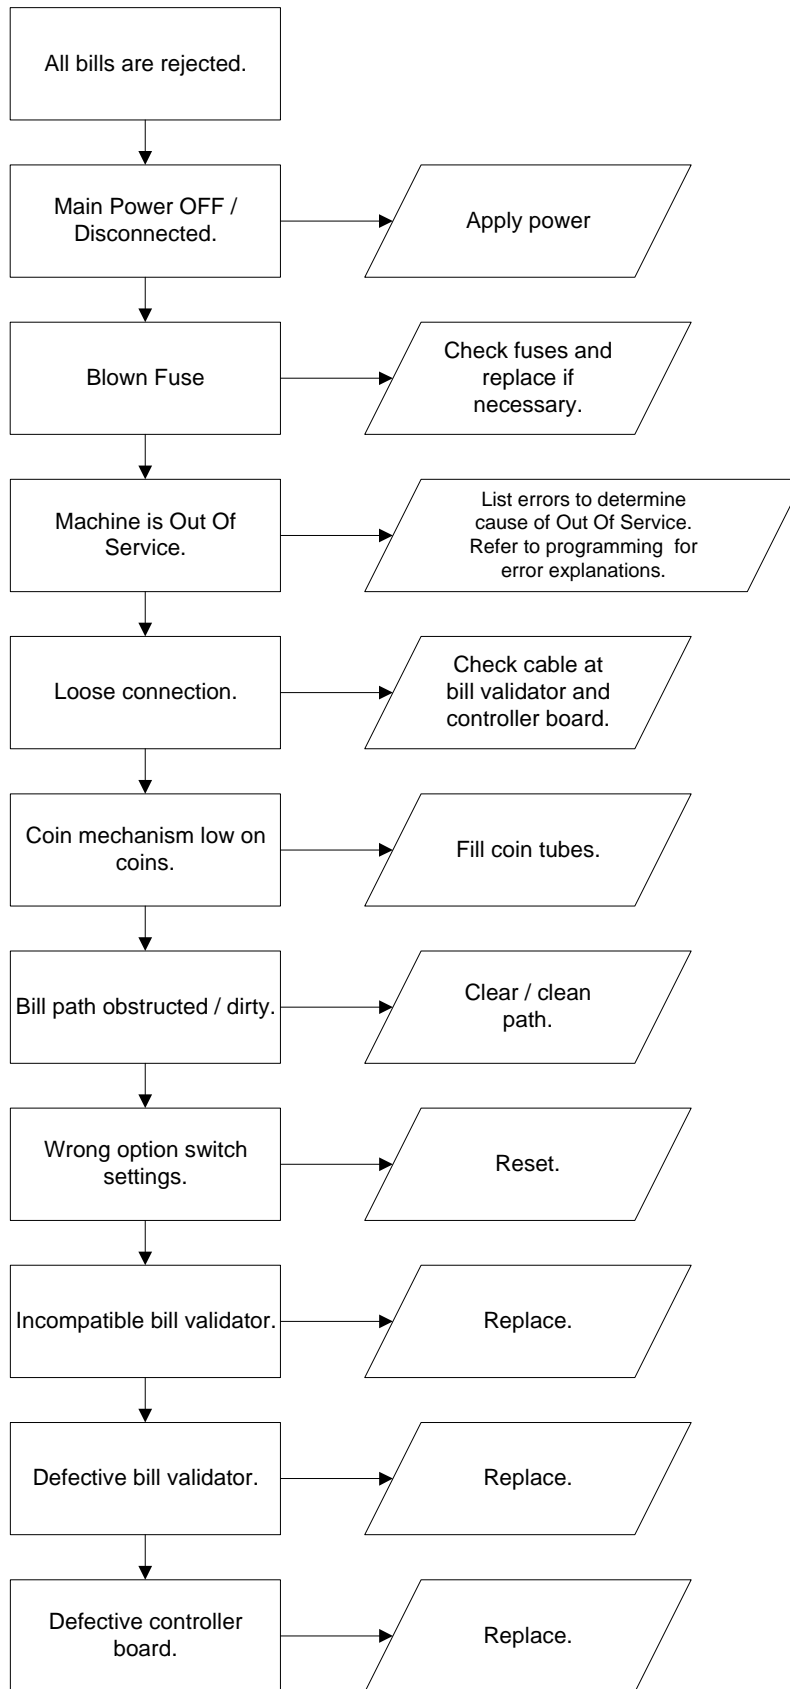 All bills are rejected.
Main Power OFF /
Disconnected.
Apply power
Blown Fuse
Check fuses and
replace if
necessary.
Machine is Out Of
Service.
List errors to determine
cause of Out Of Service.
Refer to programming  for
error explanations.
Loose connection.
Check cable at
bill validator and
controller board.
Coin mechanism low on
coins.
Fill coin tubes.
Bill path obstructed / dirty.
Clear / clean
path.
Wrong option switch
settings.
Reset.
Incompatible bill validator.
Replace.
Defective bill validator.
Replace.
Defective controller
board.
Replace.